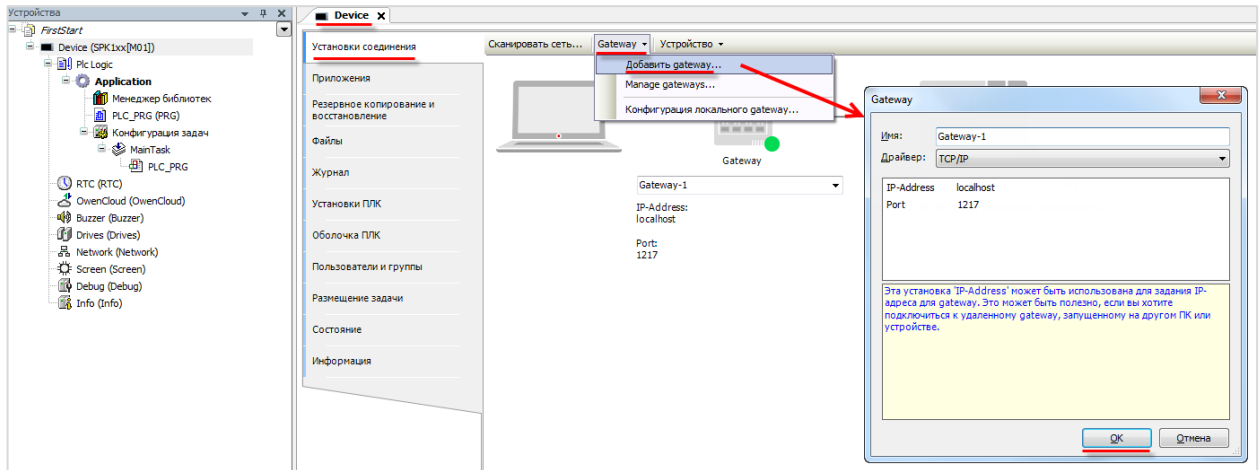 Устройства
FirstStart
Device (SPK1xx[M01])
Plc Logic
Application
Менеджер библиотек
PLC_PRG (PRG)
Конфигурация задач
MainTask
PLC_PRG
RTC (RTC)
OwenCloud (OwenCloud)
Buzzer (Buzzer)
Drives (Drives)
Network (Network)
Screen (Screen)
Debug (Debug)
Info (Info)
Device
Установки соединения
Приложения
Резервное копирование и
восстановление
Файлы
Журнал
Установки ПЛК
Оболочка ПЛК
Пользователи и группы
Размещение задачи
Состояние
Информация
Сканировать сеть... Gateway Устройство
Добавить gateway...
Manage gateways...
Конфигурация локального gateway...
Gateway
Gateway-1
IP-Address:
localhost
Port:
1217
Gateway
Имя: Gateway-1
Драйвер: TCP/IP
IP-Address localhost
Port 1217
Эта установка 'IP-Address' может быть использована для задания IP-
адреса для gateway. Это может быть полезно, если вы хотите
подключиться к удаленному gateway, запущенному на другом ПК или
устройстве.
OK Отмена